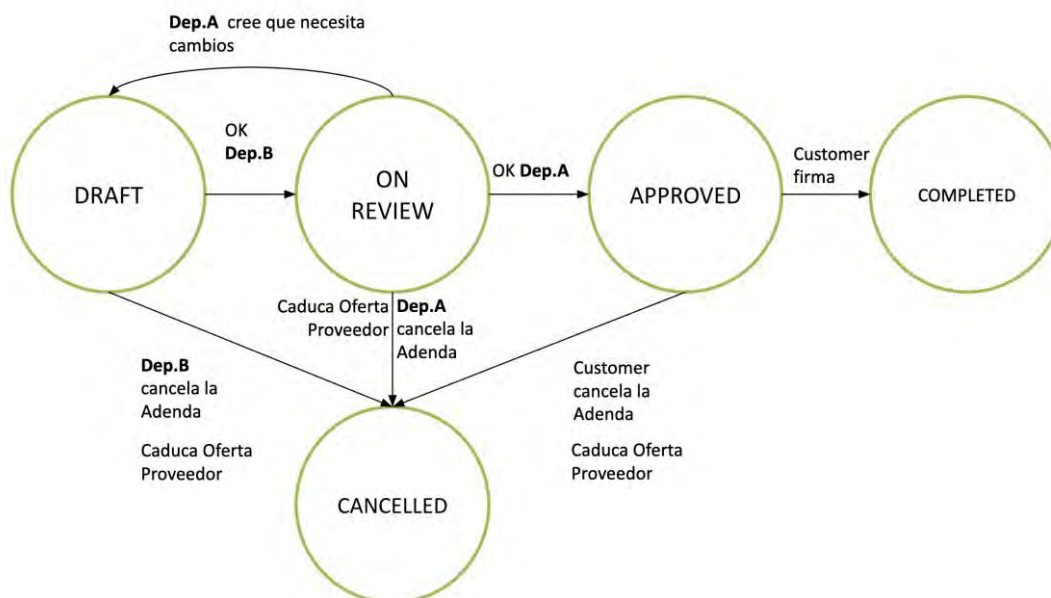 Dep.A cree que necesita
cambios
OK
Dep.B
DRAFT
ON
REVIEW
OK Dep.A
APPROVED
Customer
firma
COMPLETED
Caduca Oferta
Proveedor
Dep.A
cancela la
Adenda
Dep.B
cancela la
Adenda
Caduca Oferta
Proveedor
Customer
cancela la
Adenda
Caduca Oferta
Proveedor
CANCELLED